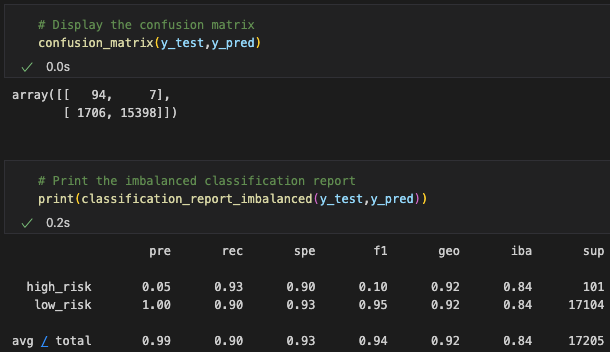 # Display the confusion matrix
confusion_matrix(y_test,y_pred)
✓ 0.0s
array([[   94,     7],
       [ 1706, 15398]])
# Print the imbalanced classification report
print(classification_report_imbalanced(y_test,y_pred))
✓ 0.2s
pre rec spe f1 geo iba sup
high_risk 0.05 0.93 0.90 0.10 0.92 0.84 101
low_risk 1.00 0.90 0.93 0.95 0.92 0.84 17104
avg / total 0.99 0.90 0.93 0.94 0.92 0.84 17205